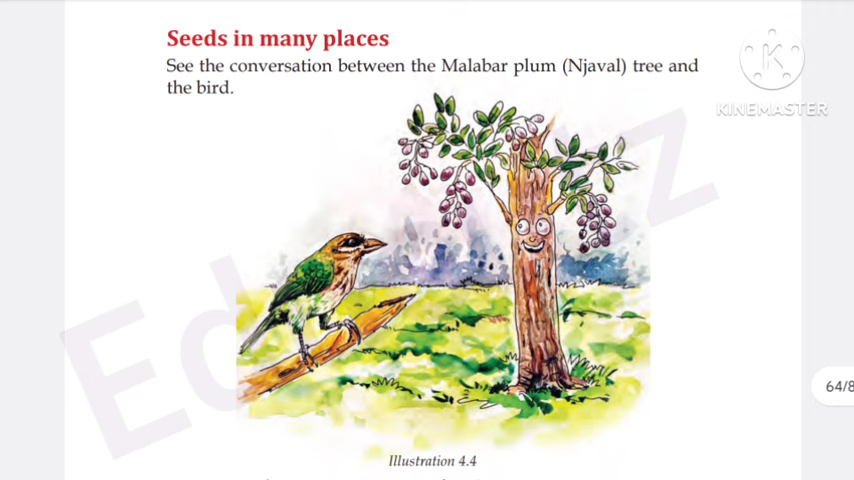 Seeds in many places
See the conversation between the Malabar plum (Njaval) tree and
the bird.
KINEMASTER
Illustration 4.4
64/8